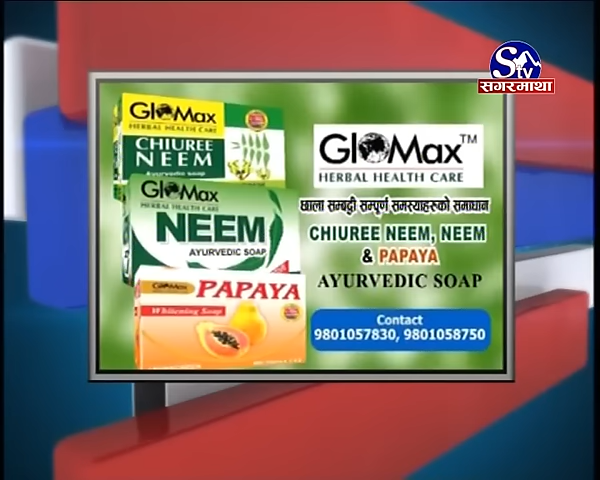 STV
सगरमाथा
GloMax
HERBAL HEALTH CARE
CHIUREE
NEEM
Ayurvedic soap
GloMax
HERBAL HEALTH CARE
NEEM
AYURVEDIC SOAP
GloMax
PAPAYA
Whitening Soap
GloMax™
HERBAL HEALTH CARE
छाला सम्बन्धी सम्पूर्ण समस्याहरुको समाधान
CHIUREE NEEM, NEEM
& PAPAYA
AYURVEDIC SOAP
Contact
9801057830, 9801058750